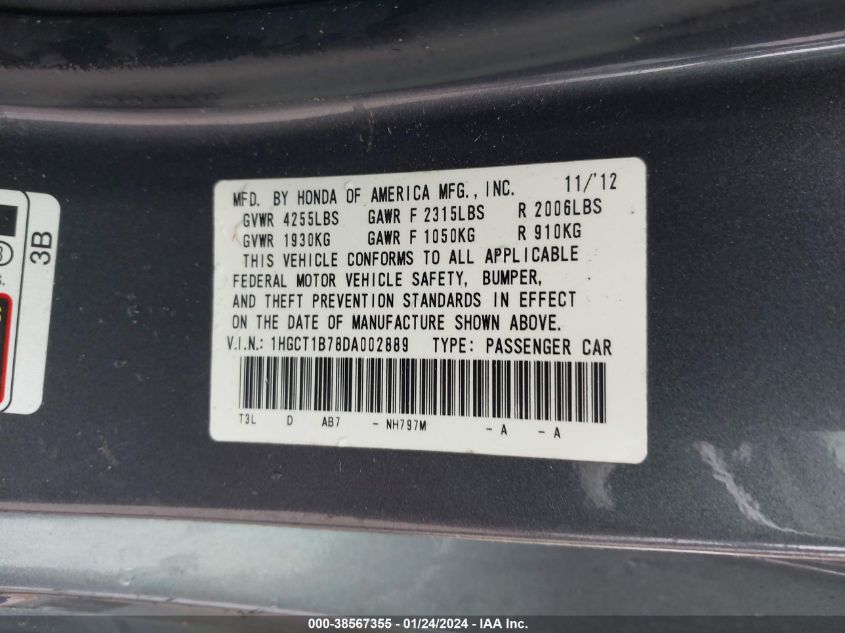 MFD. BY HONDA OF AMERICA MFG., INC. 11/'12
GVWR 4255LBS GAWR F 2315LBS R 2006LBS
GVWR 1930KG GAWR F 1050KG R 910KG
THIS VEHICLE CONFORMS TO ALL APPLICABLE
FEDERAL MOTOR VEHICLE SAFETY, BUMPER,
AND THEFT PREVENTION STANDARDS IN EFFECT
ON THE DATE OF MANUFACTURE SHOWN ABOVE.
V.I.N.: 1HGCT1B78DA002889 TYPE: PASSENGER CAR
T3L D AB7 - NH797M - A - A
3B
000-38567355 - 01/24/2024 - IAA Inc.